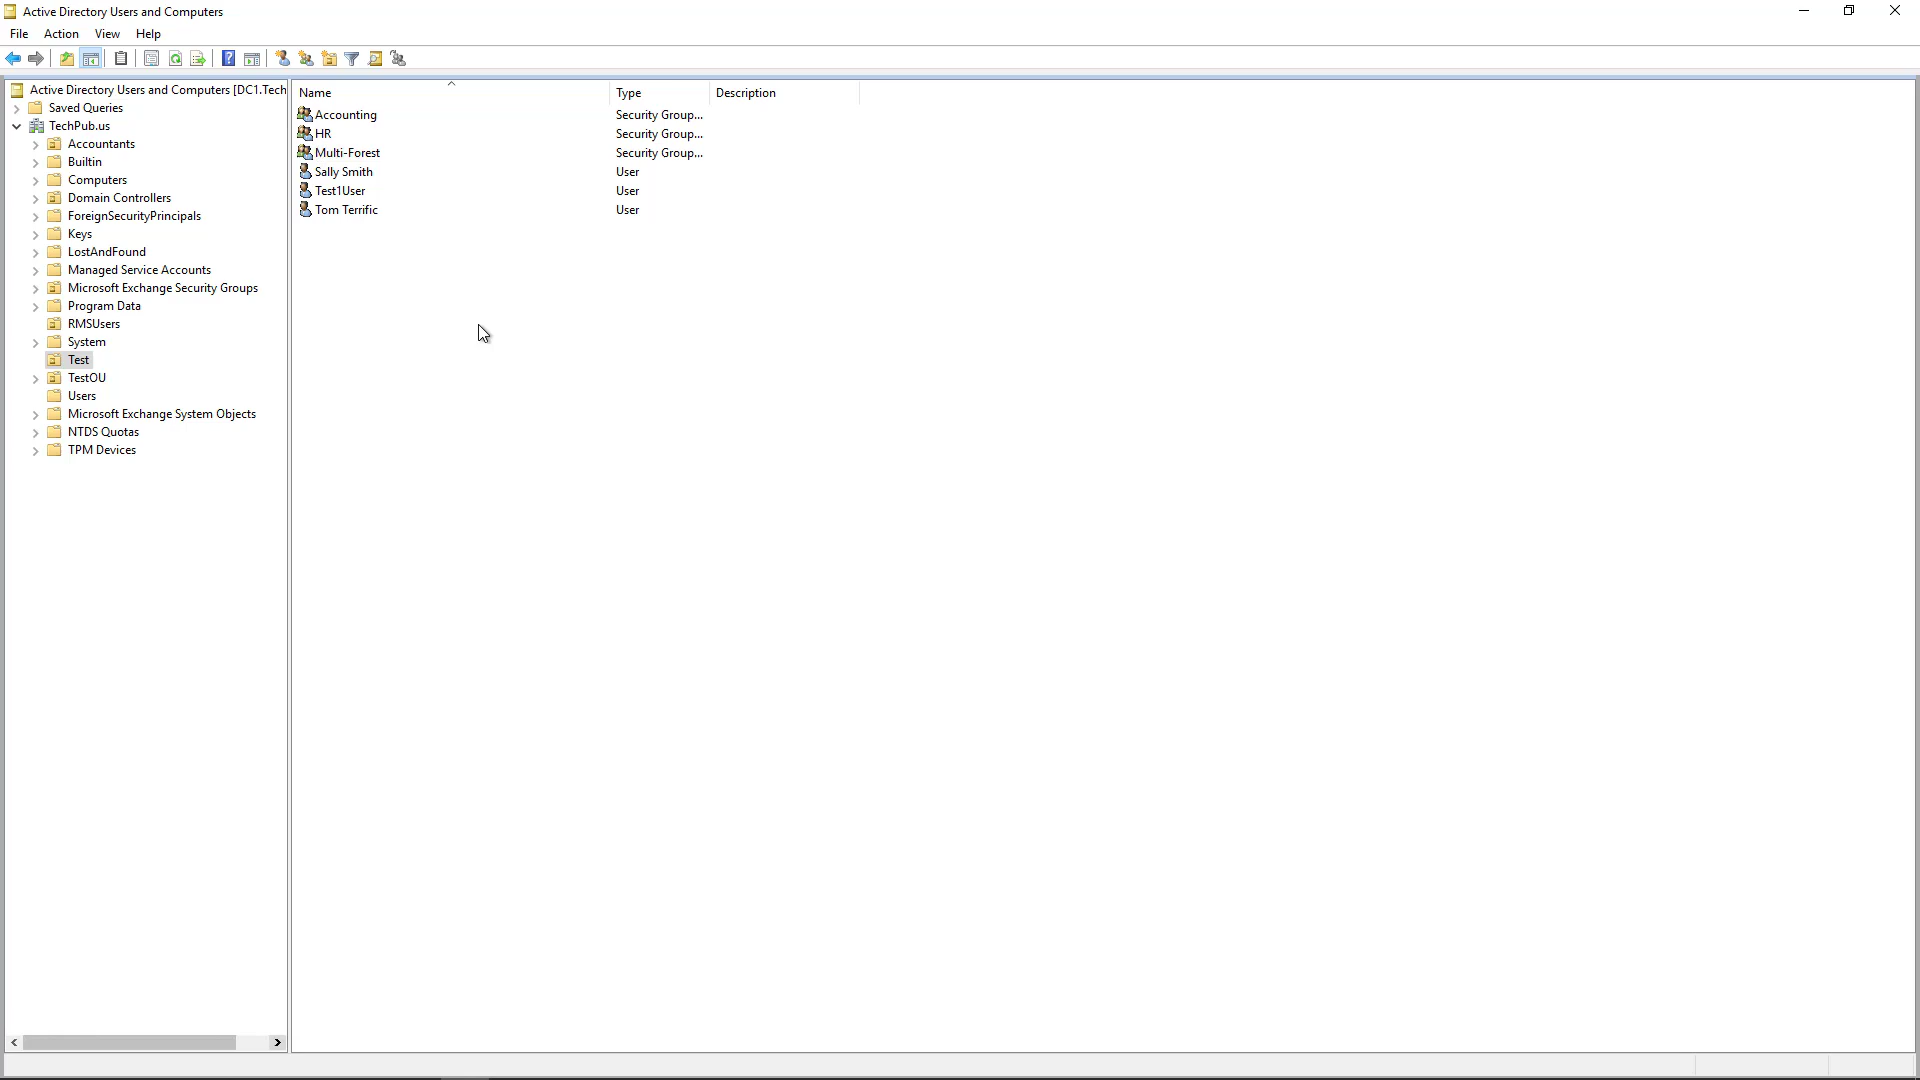 Active Directory Users and Computers
File Action View Help
Active Directory Users and Computers [DC1.Tech
Saved Queries
TechPub.us
Accountants
Builtin
Computers
Domain Controllers
ForeignSecurityPrincipals
Keys
LostAndFound
Managed Service Accounts
Microsoft Exchange Security Groups
Program Data
RMSUsers
System
Test
TestOU
Users
Microsoft Exchange System Objects
NTDS Quotas
TPM Devices
Name Type Description
Accounting Security Group...
HR Security Group...
Multi-Forest Security Group...
Sally Smith User
Test1User User
Tom Terrific User